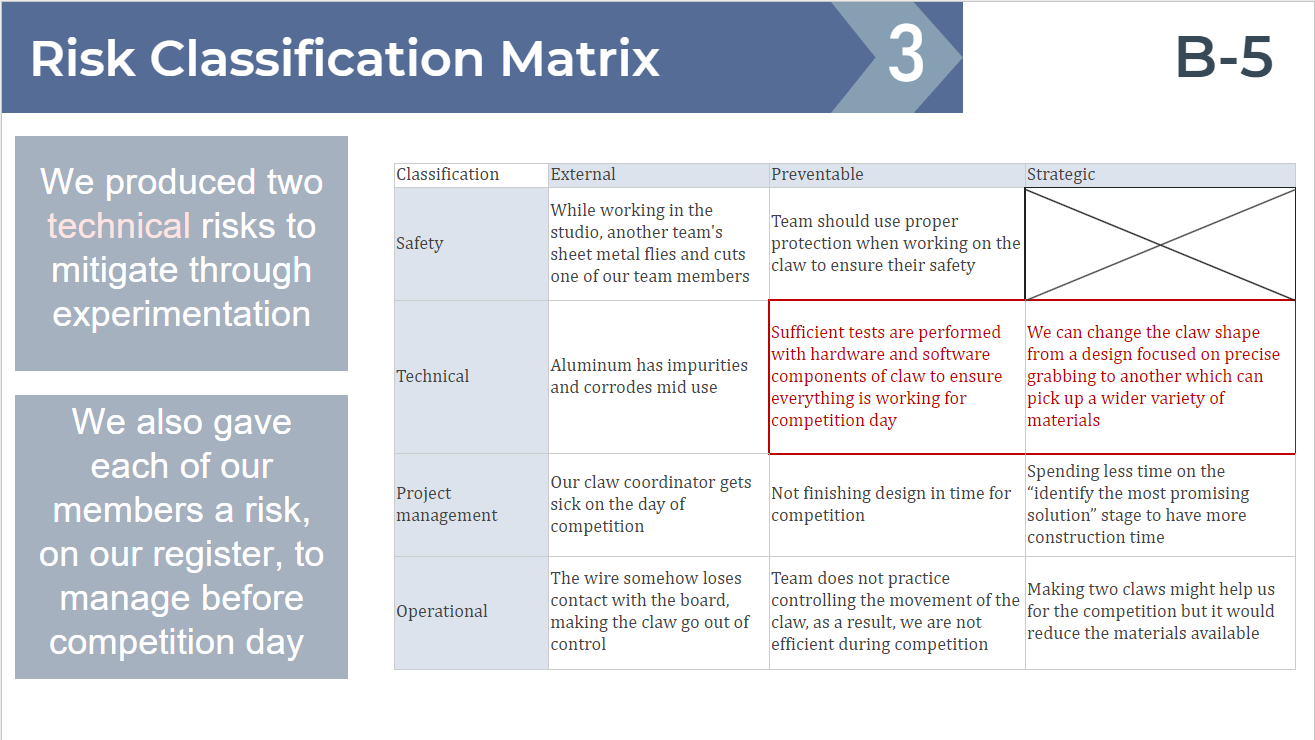 Risk Classification Matrix
3
B-5
We produced two
technical risks to
mitigate through
experimentation
We also gave
each of our
members a risk,
on our register, to
manage before
competition day
Classification
External
Preventable
Strategic
Safety
While working in the
studio, another team's
sheet metal flies and cuts
one of our team members
Team should use proper
protection when working on the
claw to ensure their safety
Technical
Aluminum has impurities
and corrodes mid use
Sufficient tests are performed
with hardware and software
components of claw to ensure
everything is working for
competition day
We can change the claw shape
from a design focused on precise
grabbing to another which can
pick up a wider variety of
materials
Project
management
Our claw coordinator gets
sick on the day of
competition
Not finishing design in time for
competition
Spending less time on the
“identify the most promising
solution” stage to have more
construction time
Operational
The wire somehow loses
contact with the board,
making the claw go out of
control
Team does not practice
controlling the movement of the
claw, as a result, we are not
efficient during competition
Making two claws might help us
for the competition but it would
reduce the materials available